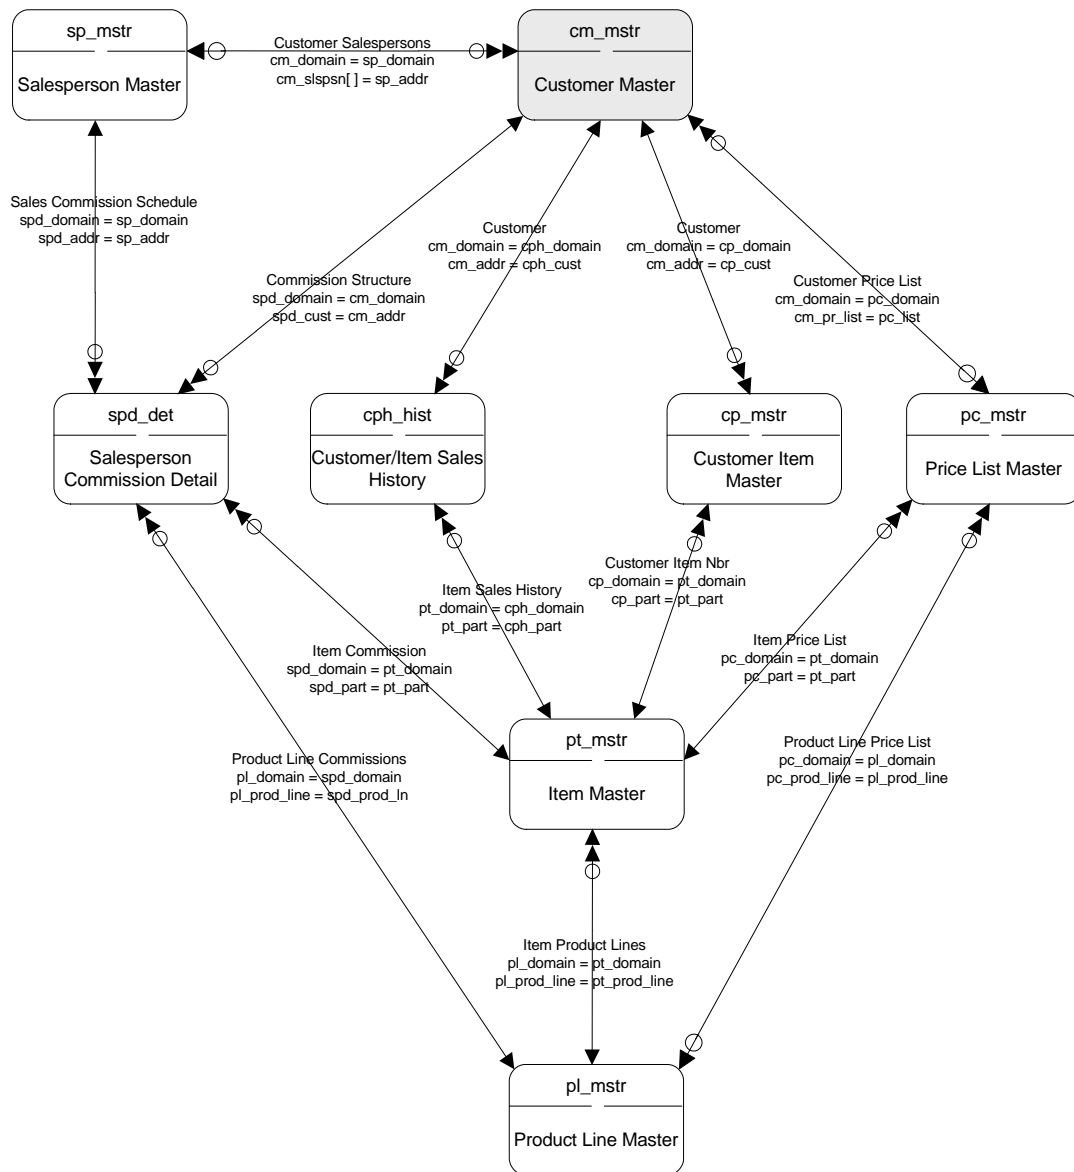 sp_mstr
Salesperson Master
Customer Salespersons
cm_domain = sp_domain
cm_slspsn[ ] = sp_addr
cm_mstr
Customer Master
Sales Commission Schedule
spd_domain = sp_domain
spd_addr = sp_addr
Commission Structure
spd_domain = cm_domain
spd_cust = cm_addr
Customer
cm_domain = cph_domain
cm_addr = cph_cust
Customer
cm_domain = cp_domain
cm_addr = cp_cust
Customer Price List
cm_domain = pc_domain
cm_pr_list = pc_list
spd_det
Salesperson
Commission Detail
cph_hist
Customer/Item Sales
History
cp_mstr
Customer Item
Master
pc_mstr
Price List Master
Item Commission
spd_domain = pt_domain
spd_part = pt_part
Item Sales History
pt_domain = cph_domain
pt_part = cph_part
Customer Item Nbr
cp_domain = pt_domain
cp_part = pt_part
Item Price List
pc_domain = pt_domain
pc_part = pt_part
Product Line Commissions
pl_domain = spd_domain
pl_prod_line = spd_prod_ln
pt_mstr
Item Master
Product Line Price List
pc_domain = pl_domain
pc_prod_line = pl_prod_line
Item Product Lines
pl_domain = pt_domain
pl_prod_line = pt_prod_line
pl_mstr
Product Line Master